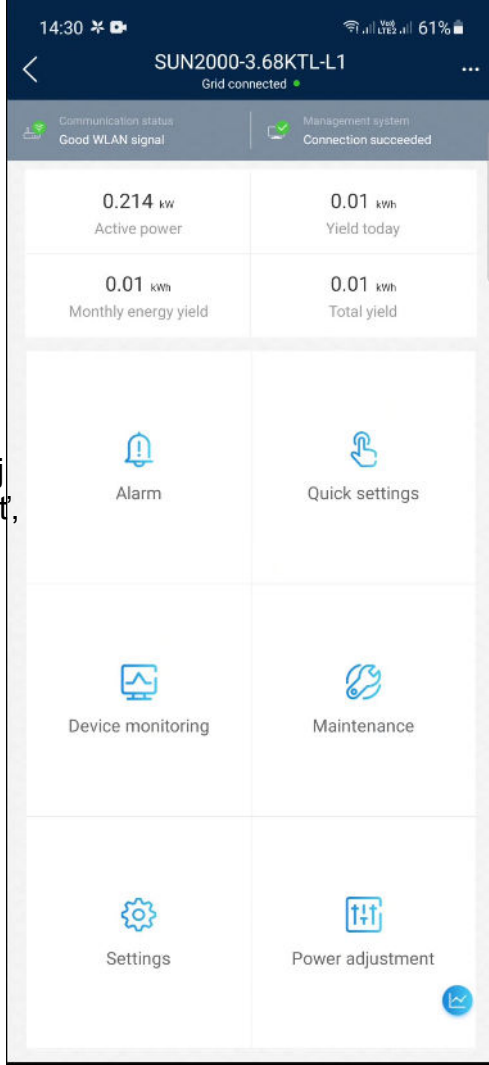 14:30 61%
SUN2000-3.68KTL-L1
Grid connected
Communication status Management system
Good WLAN signal Connection succeeded
0.214 kW 0.01 kWh
Active power Yield today
0.01 kWh 0.01 kWh
Monthly energy yield Total yield
Alarm Quick settings
Device monitoring Maintenance
Settings Power adjustment